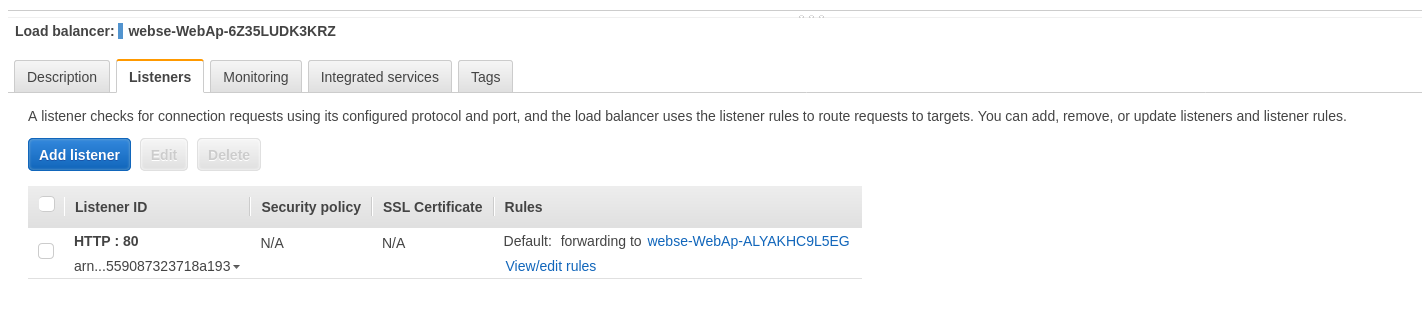 Load balancer: webse-WebAp-6Z35LUDK3KRZ
Description Listeners Monitoring Integrated services Tags
A listener checks for connection requests using its configured protocol and port, and the load balancer uses the listener rules to route requests to targets. You can add, remove, or update listeners and listener rules.
Add listener Edit Delete
Listener ID Security policy SSL Certificate Rules
HTTP : 80 N/A N/A Default: forwarding to webse-WebAp-ALYAKHC9L5EG
arn...559087323718a193 View/edit rules